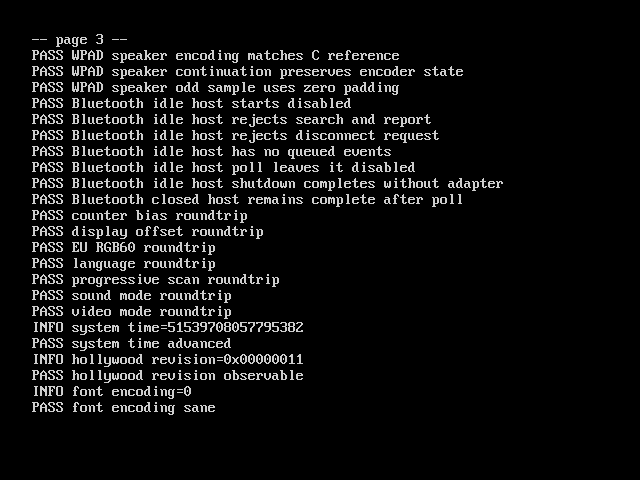 -- page 3 --
PASS WPAD speaker encoding matches C reference
PASS WPAD speaker continuation preserves encoder state
PASS WPAD speaker odd sample uses zero padding
PASS Bluetooth idle host starts disabled
PASS Bluetooth idle host rejects search and report
PASS Bluetooth idle host rejects disconnect request
PASS Bluetooth idle host has no queued events
PASS Bluetooth idle host poll leaves it disabled
PASS Bluetooth idle host shutdown completes without adapter
PASS Bluetooth closed host remains complete after poll
PASS counter bias roundtrip
PASS display offset roundtrip
PASS EU RGB60 roundtrip
PASS language roundtrip
PASS progressive scan roundtrip
PASS sound mode roundtrip
PASS video mode roundtrip
INFO system time=51539708057795382
PASS system time advanced
INFO hollywood revision=0x00000011
PASS hollywood revision observable
INFO font encoding=0
PASS font encoding sane